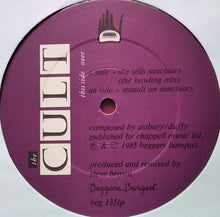 the
CULT
this side over
a side - she sells sanctuary
(the howling mix)
aa side - assault on sanctuary
composed by astbury/duffy
published by chappell music ltd.
℗ & © 1985 beggars banquet
produced and remixed by
steve brown
Beggars Banquet
beg 135tp